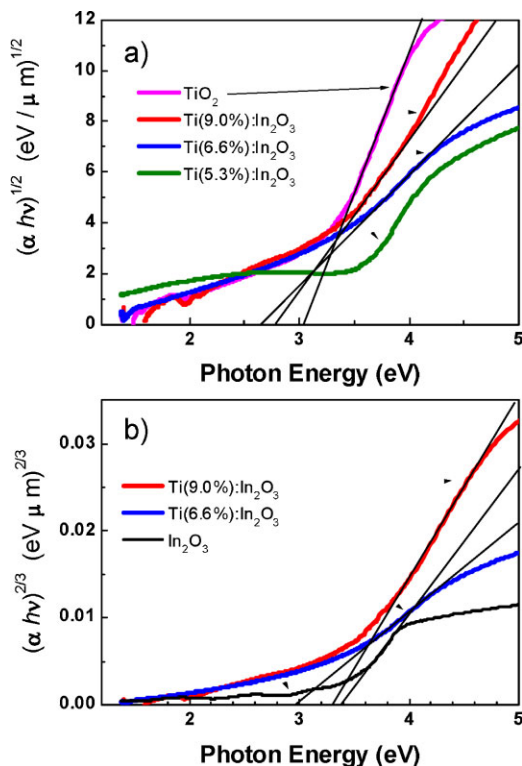 a)
(α hν)^1/2 (eV / μ m)^1/2
12
10
8
6
4
2
0
TiO₂
Ti(9.0%):In₂O₃
Ti(6.6%):In₂O₃
Ti(5.3%):In₂O₃
2 3 4 5
Photon Energy (eV)
b)
(α hν)^2/3 (eV μ m)^2/3
0.03
0.02
0.01
0.00
Ti(9.0%):In₂O₃
Ti(6.6%):In₂O₃
In₂O₃
2 3 4 5
Photon Energy (eV)